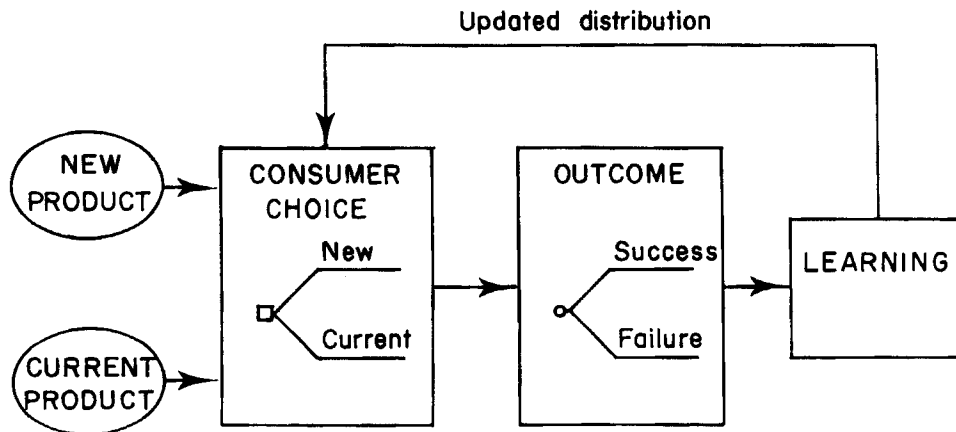 Updated distribution
NEW
PRODUCT
CONSUMER
CHOICE
New
Current
OUTCOME
Success
Failure
LEARNING
CURRENT
PRODUCT